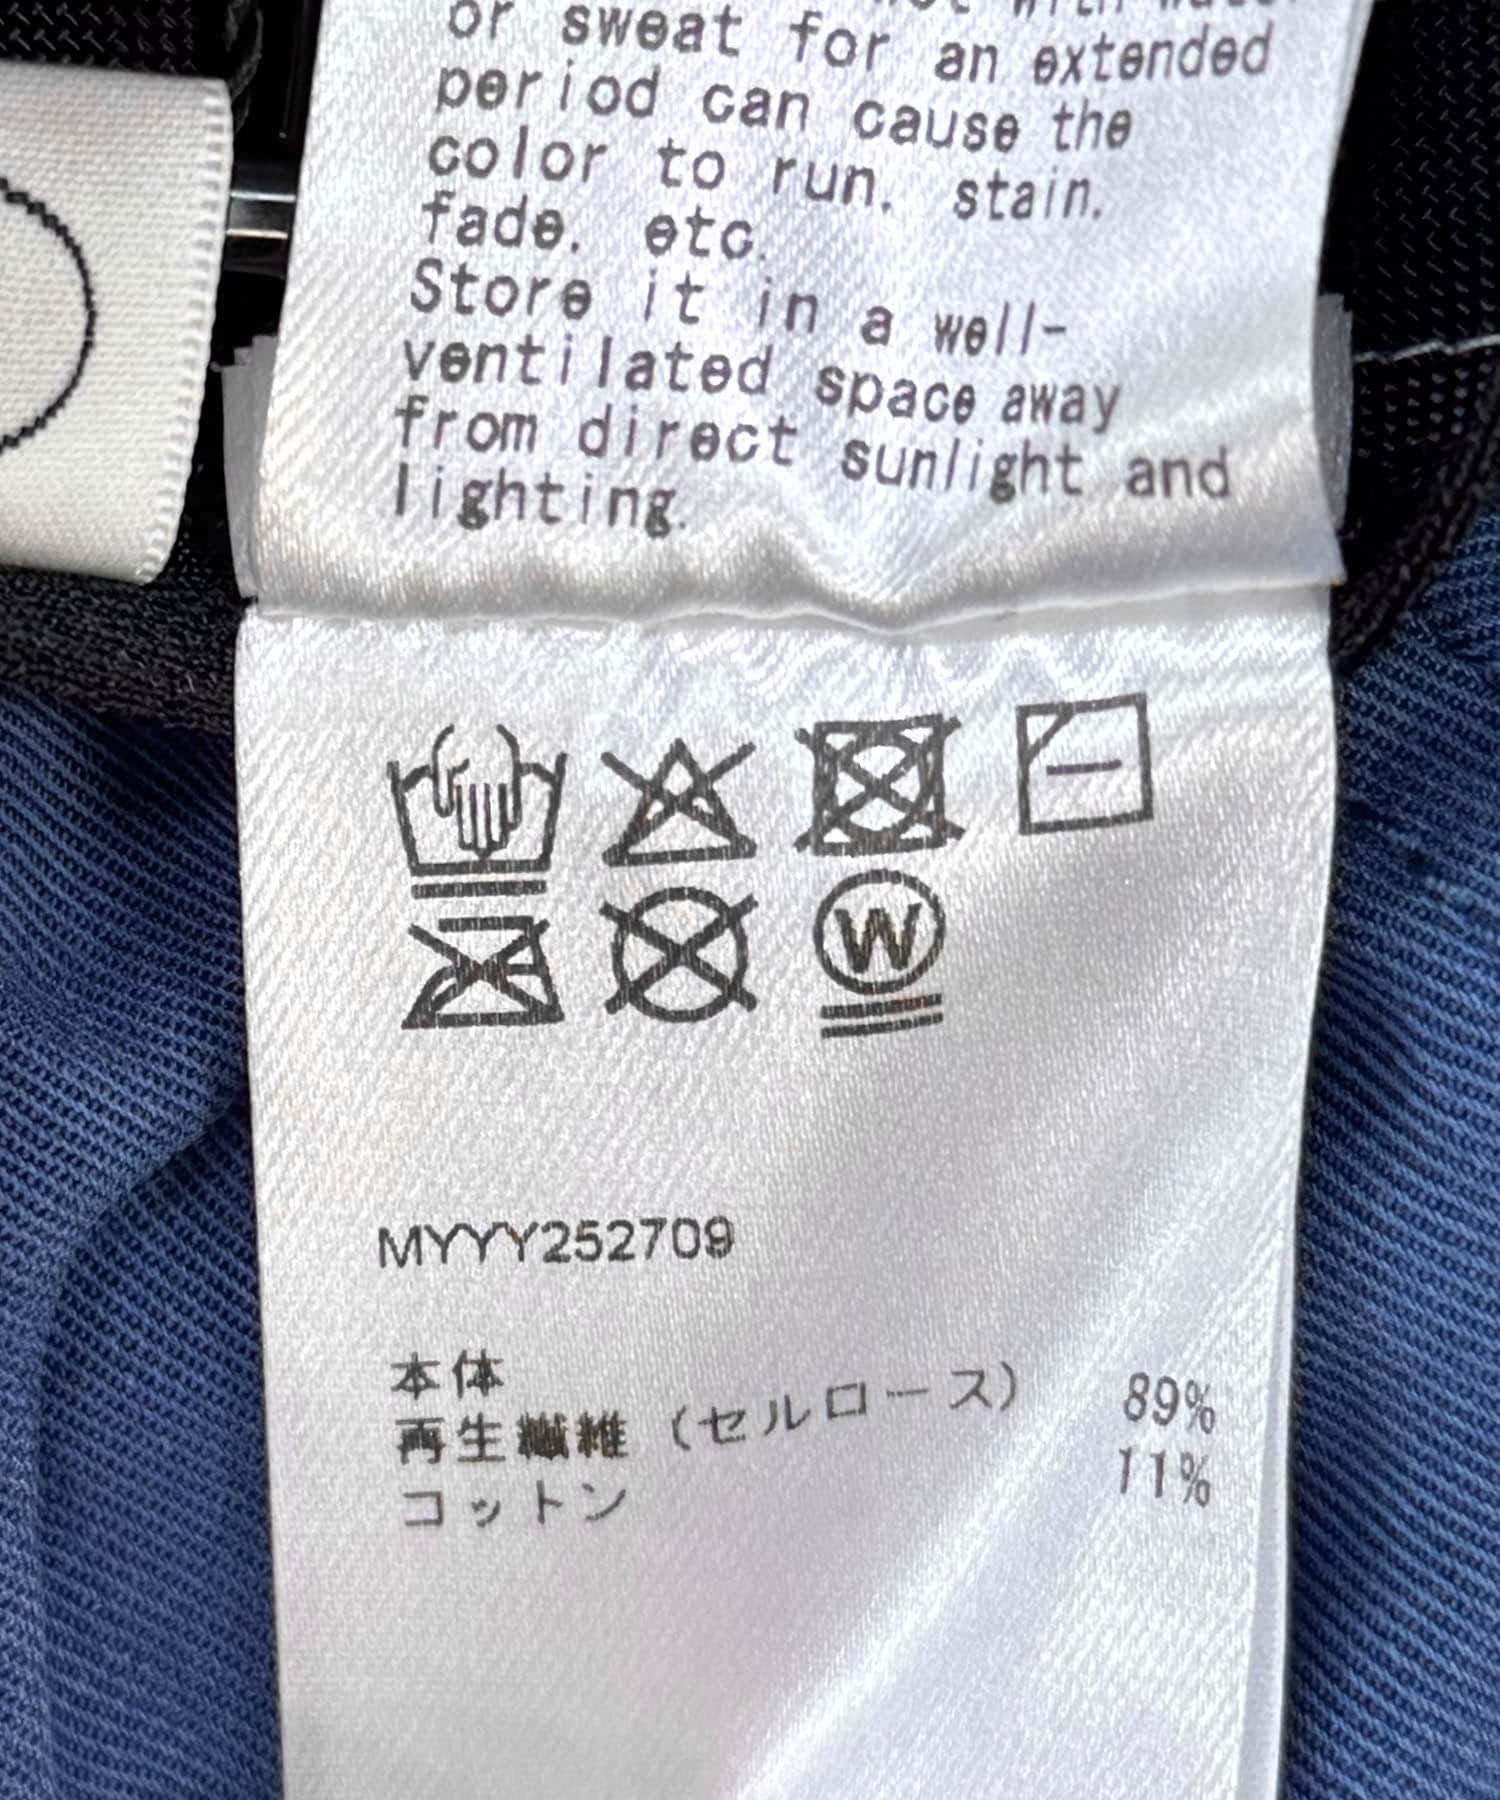 with
or sweat for an extended
period can cause the
color to run. stain.
fade. etc.
Store it in a well-
ventilated space away
from direct sunlight and
lighting.
W
MYYY252709
本体
再生繊維（セルロース） 89%
コットン 11%